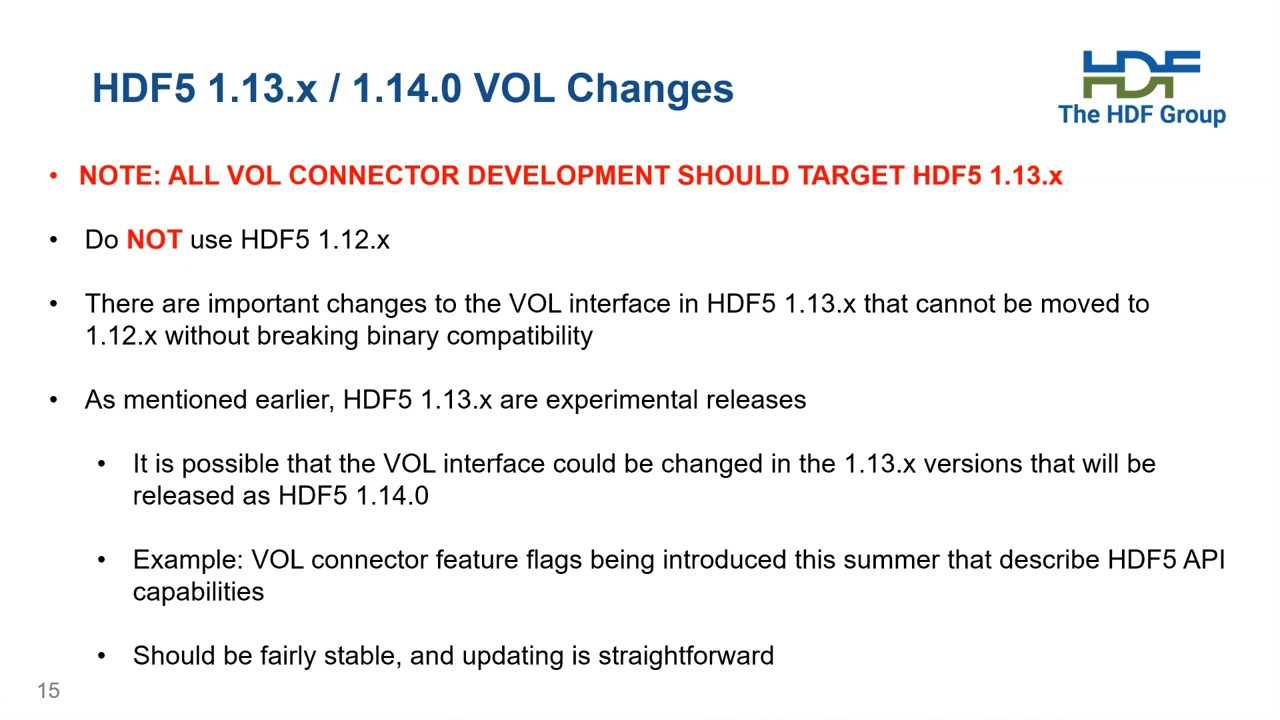 HDF5 1.13.x / 1.14.0 VOL Changes
HDF
The HDF Group
• NOTE: ALL VOL CONNECTOR DEVELOPMENT SHOULD TARGET HDF5 1.13.x
• Do NOT use HDF5 1.12.x
• There are important changes to the VOL interface in HDF5 1.13.x that cannot be moved to
1.12.x without breaking binary compatibility
• As mentioned earlier, HDF5 1.13.x are experimental releases
• It is possible that the VOL interface could be changed in the 1.13.x versions that will be
released as HDF5 1.14.0
• Example: VOL connector feature flags being introduced this summer that describe HDF5 API
capabilities
• Should be fairly stable, and updating is straightforward
15